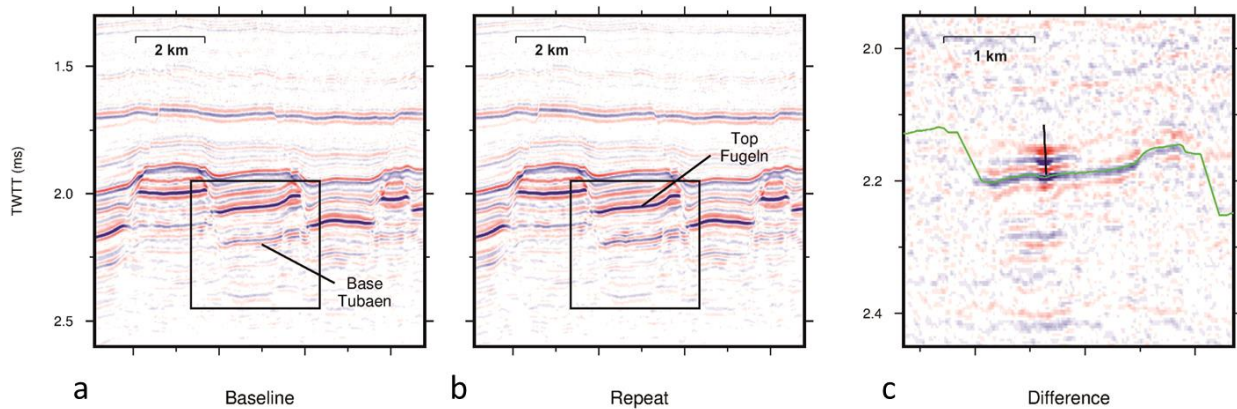 2 km
2 km
2.0
1 km
1.5
Top
Fugeln
TWTT (ms)
2.0
2.2
Base
Tubaen
2.5
2.4
a
Baseline
b
Repeat
c
Difference